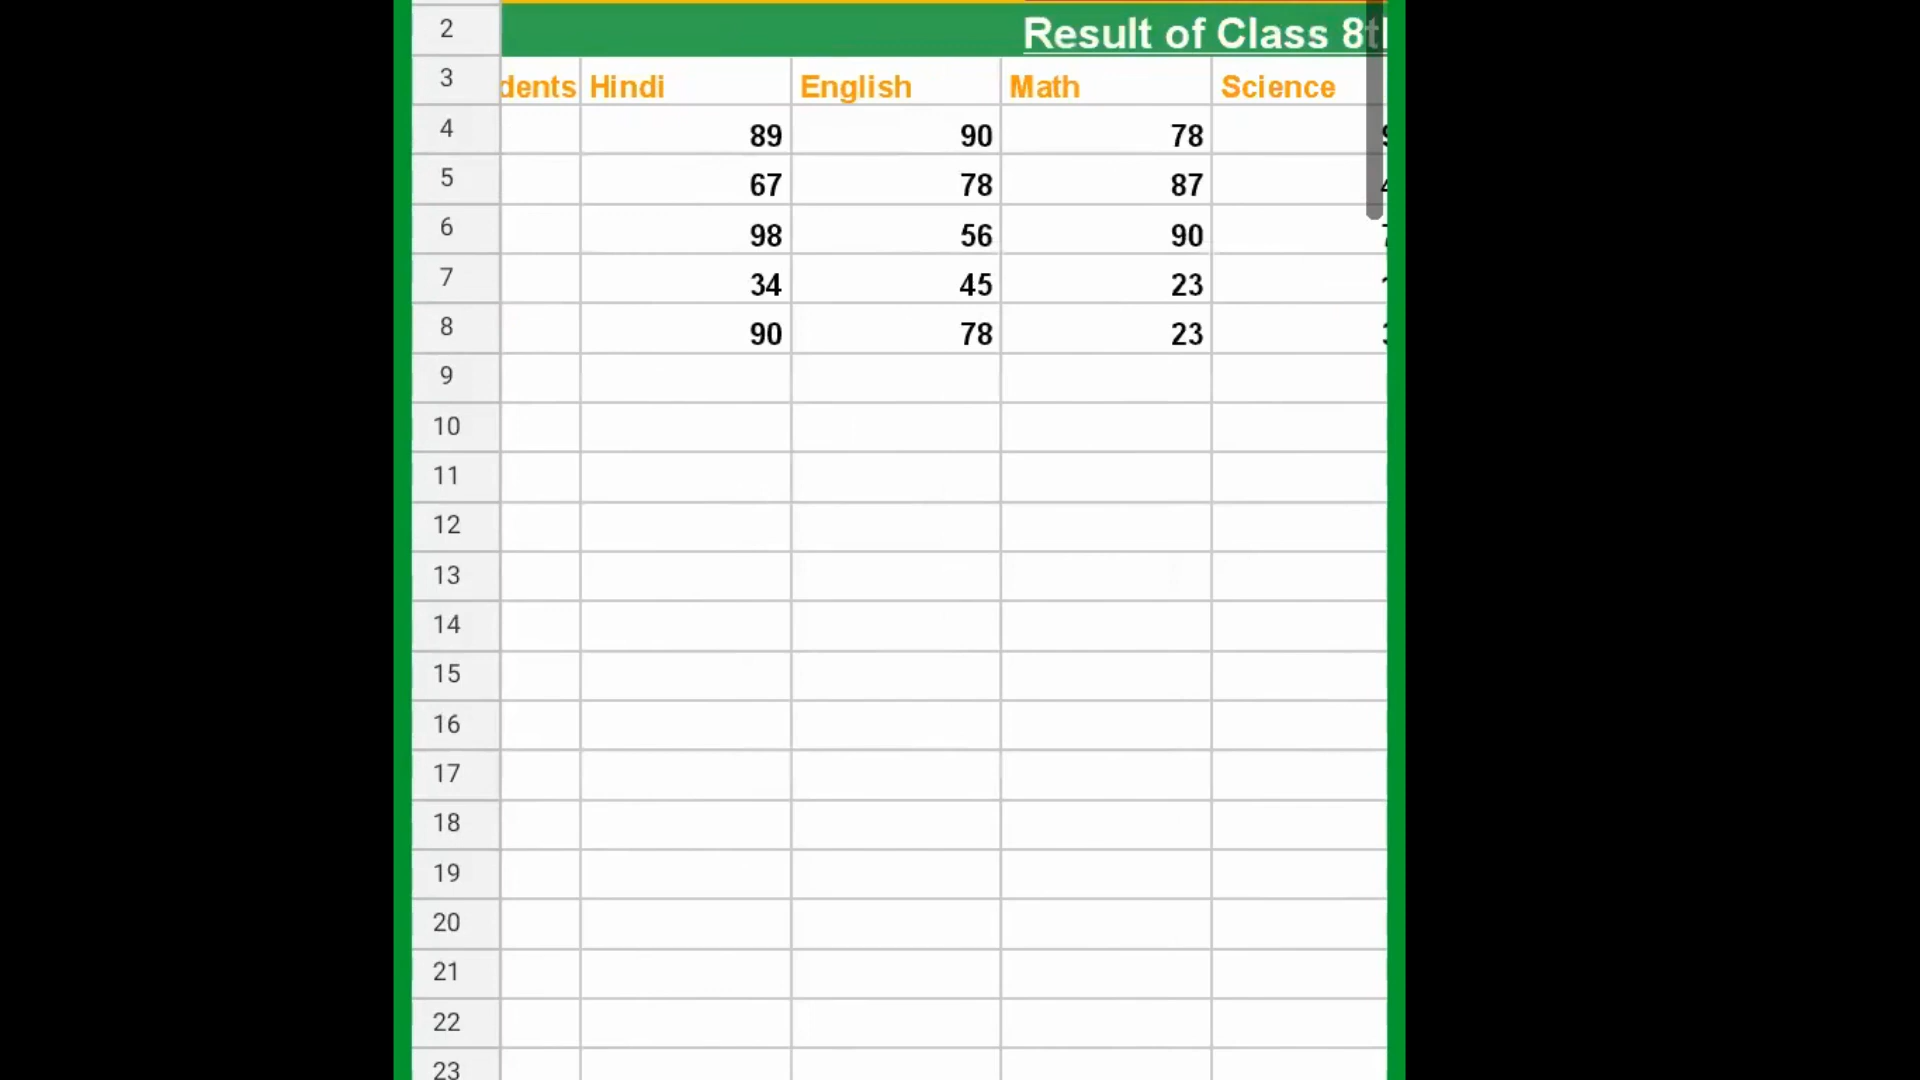 2 Result of Class 8t
3 dents Hindi English Math Science
4 89 90 78
5 67 78 87
6 98 56 90
7 34 45 23
8 90 78 23
9
10
11
12
13
14
15
16
17
18
19
20
21
22
23